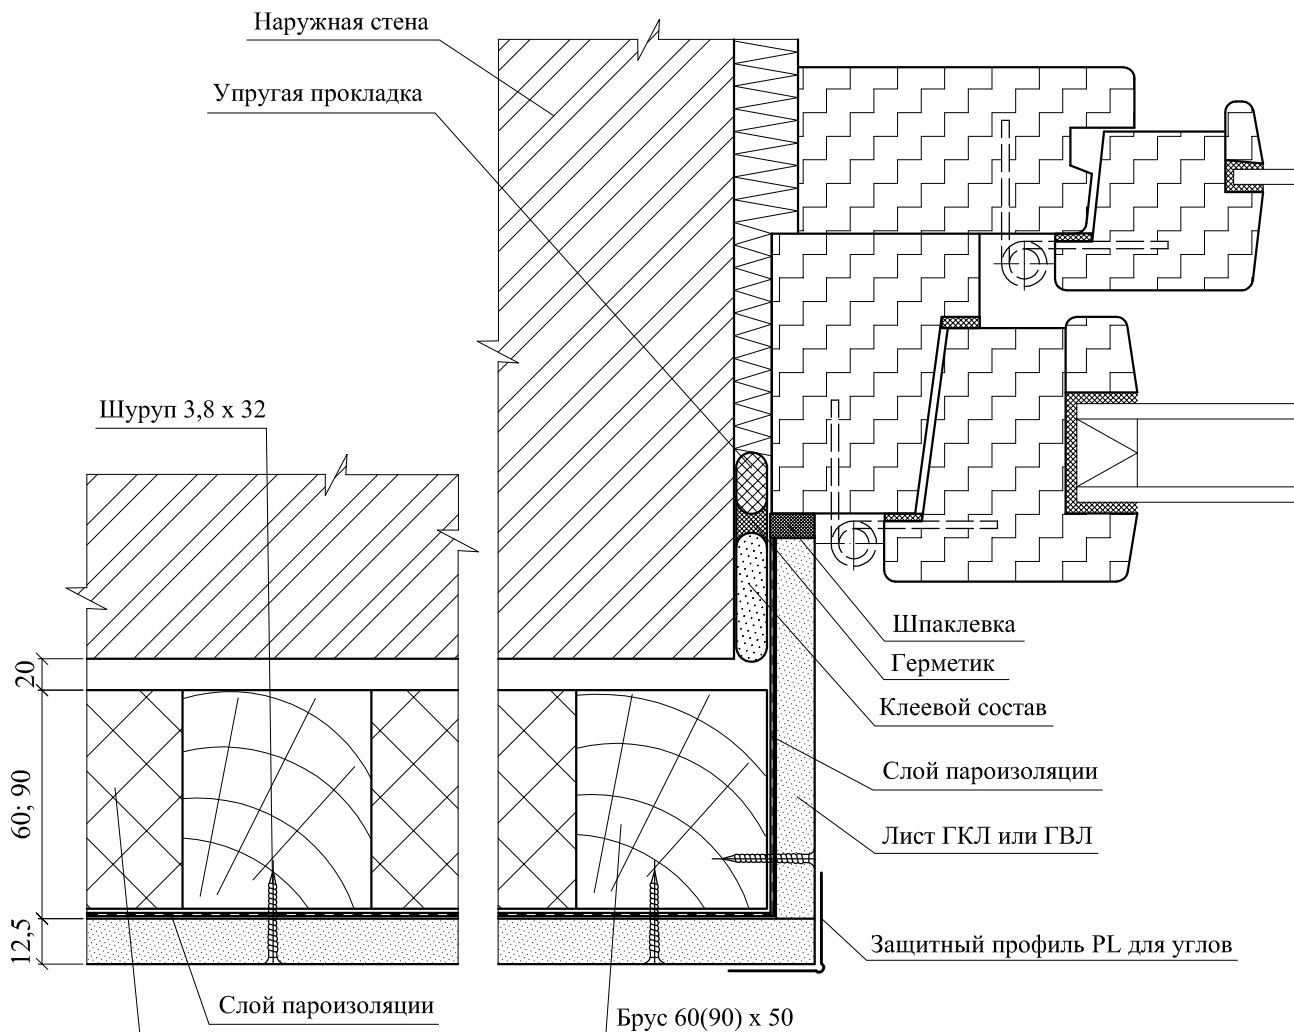 Наружная стена
Упругая прокладка
Шуруп 3,8 х 32
Шпаклевка
Герметик
Клеевой состав
Слой пароизоляции
Лист ГКЛ или ГВЛ
Защитный профиль PL для углов
20
60; 90
12,5
Слой пароизоляции
Брус 60(90) х 50